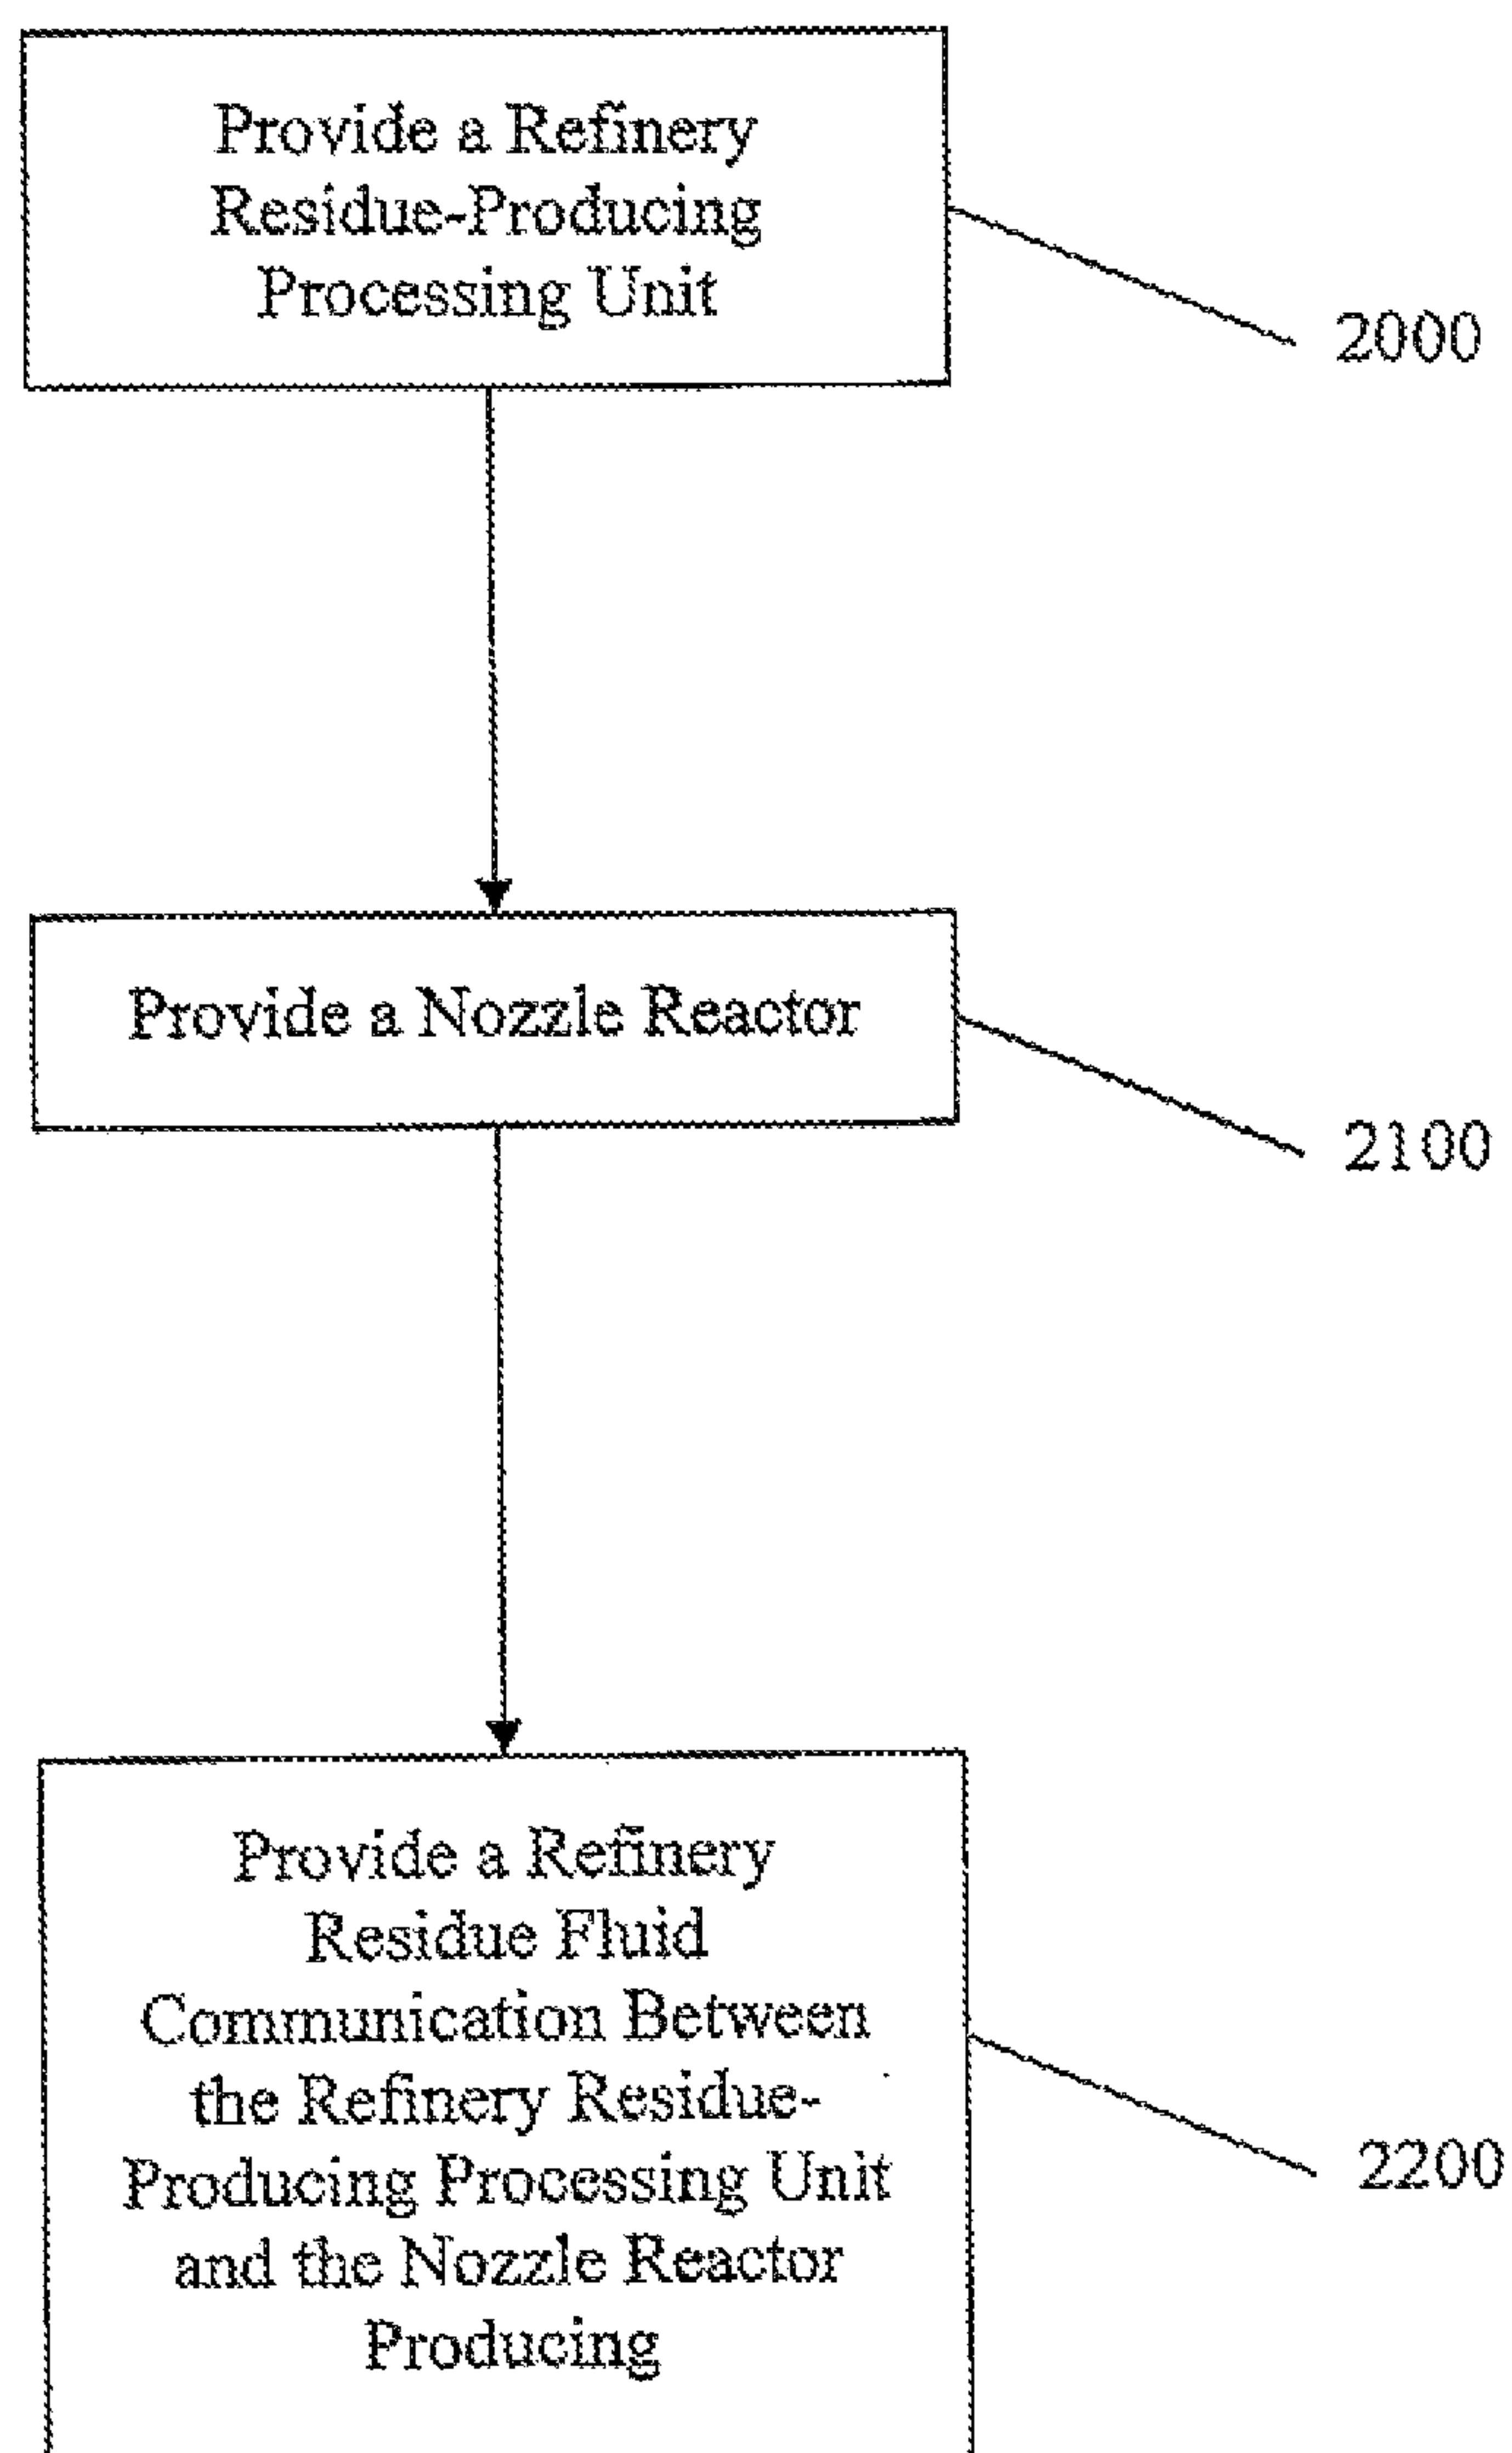 Provide a Refinery
Residue-Producing
Processing Unit
2000
Provide a Nozzle Reactor
2100
Provide a Refinery
Residue Fluid
Communication Between
the Refinery Residue-
Producing Processing Unit
and the Nozzle Reactor
Producing
2200